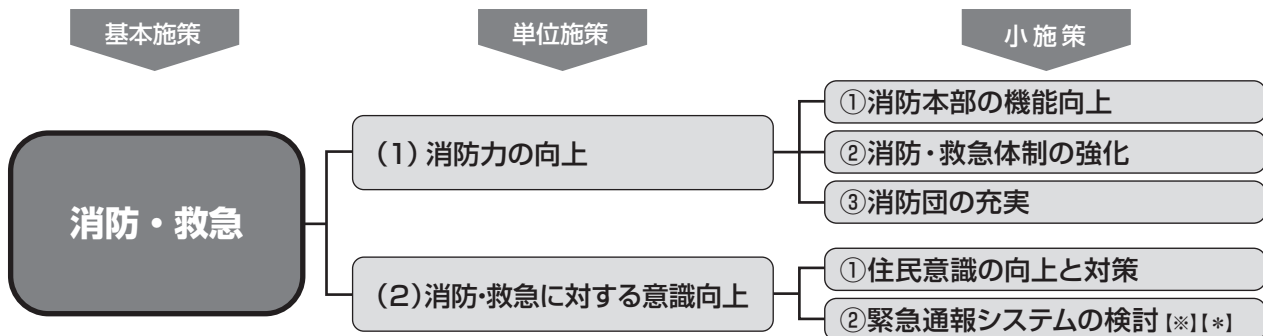 基本施策
単位施策
小施策
消防・救急
(1)消防力の向上
①消防本部の機能向上
②消防・救急体制の強化
③消防団の充実
(2)消防・救急に対する意識向上
①住民意識の向上と対策
②緊急通報システムの検討【※】【*】